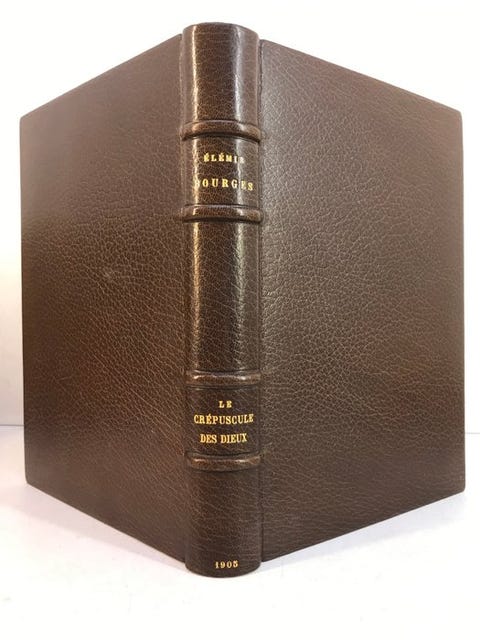 ÉLÉMIR
BOURGES
LE
CRÉPUSCULE
DES DIEUX
1905